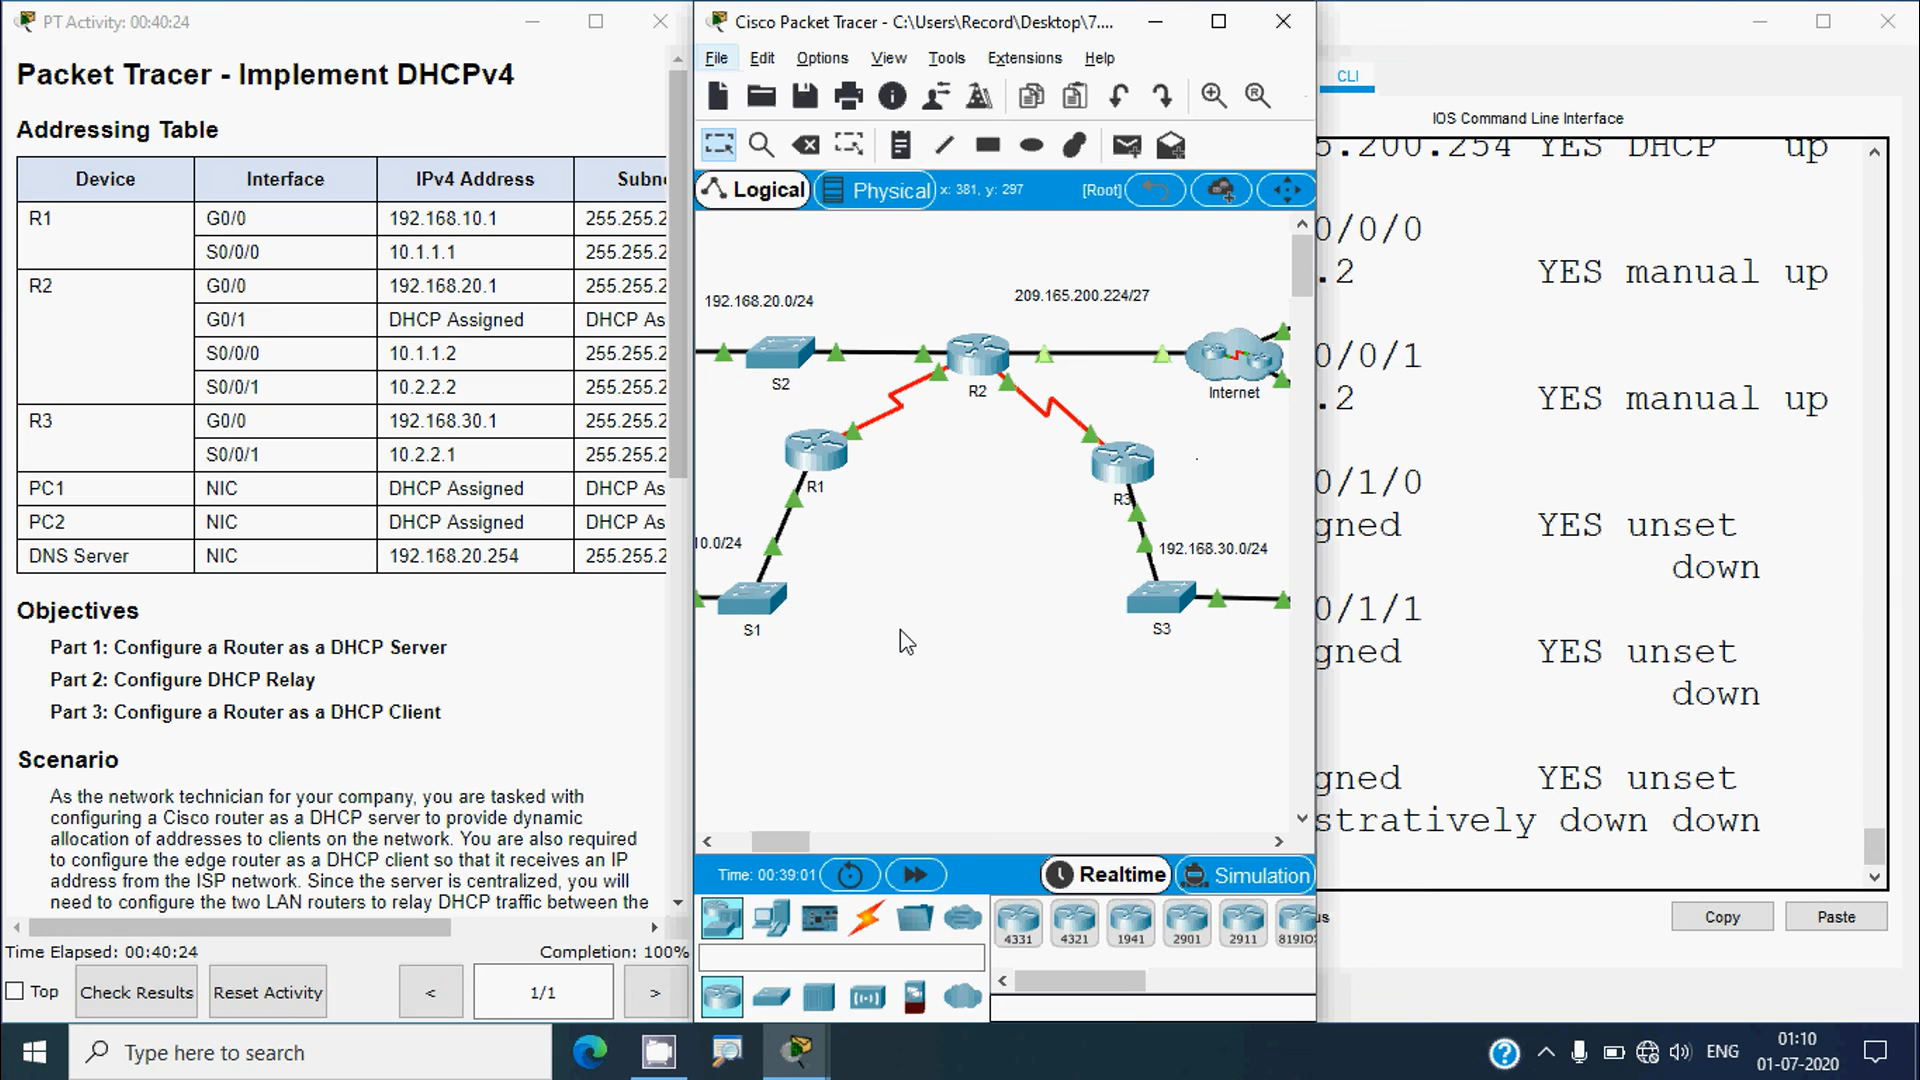 PT Activity: 00:40:24
Packet Tracer - Implement DHCPv4
Addressing Table
Device Interface IPv4 Address Subn
R1 G0/0 192.168.10.1 255.255.2
S0/0/0 10.1.1.1 255.255.2
R2 G0/0 192.168.20.1 255.255.2
G0/1 DHCP Assigned DHCP As
S0/0/0 10.1.1.2 255.255.2
S0/0/1 10.2.2.2 255.255.2
R3 G0/0 192.168.30.1 255.255.2
S0/0/1 10.2.2.1 255.255.2
PC1 NIC DHCP Assigned DHCP As
PC2 NIC DHCP Assigned DHCP As
DNS Server NIC 192.168.20.254 255.255.2
Objectives
Part 1: Configure a Router as a DHCP Server
Part 2: Configure DHCP Relay
Part 3: Configure a Router as a DHCP Client
Scenario
As the network technician for your company, you are tasked with
configuring a Cisco router as a DHCP server to provide dynamic
allocation of addresses to clients on the network. You are also required
to configure the edge router as a DHCP client so that it receives an IP
address from the ISP network. Since the server is centralized, you will
need to configure the two LAN routers to relay DHCP traffic between the
Time Elapsed: 00:40:24 Completion: 100%
Top Check Results Reset Activity < 1/1 >
Cisco Packet Tracer - C:\Users\Record\Desktop\7....
File Edit Options View Tools Extensions Help
Logical Physical x: 381, y: 297 [Root]
192.168.20.0/24
209.165.200.224/27
S2
R2
Internet
R1
R3
10.0/24
192.168.30.0/24
S1
S3
Time: 00:39:01 Realtime Simulation
4331 4321 1941 2901 2911 819IO
CLI
IOS Command Line Interface
5.200.254 YES DHCP up
0/0/0
.2 YES manual up
0/0/1
.2 YES manual up
0/1/0
gned YES unset
down
0/1/1
gned YES unset
down
gned YES unset
stratively down down
us Copy Paste
Type here to search
ENG
01:10
01-07-2020